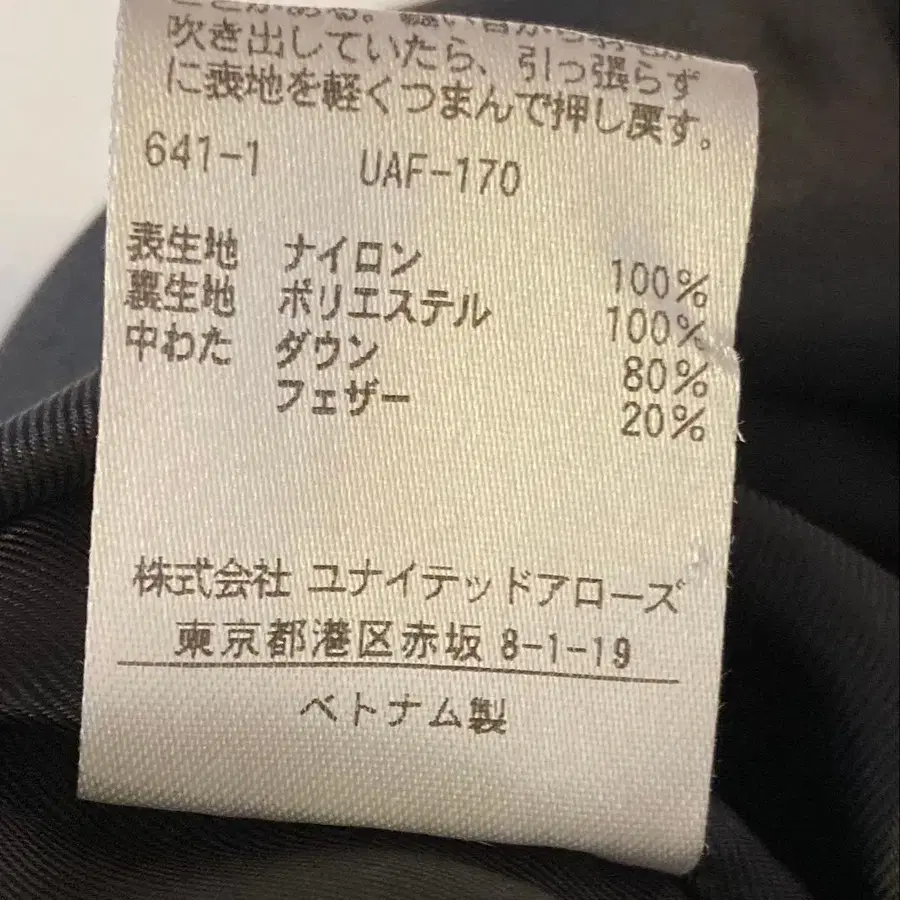 吹き出していたら、引っ張らず
に表地を軽くつまんで押し戻す。
641-1 UAF-170
表生地 ナイロン 100%
裏生地 ポリエステル 100%
中わた ダウン 80%
フェザー 20%
株式会社 ユナイテッドアローズ
東京都港区赤坂 8-1-19
ベトナム製